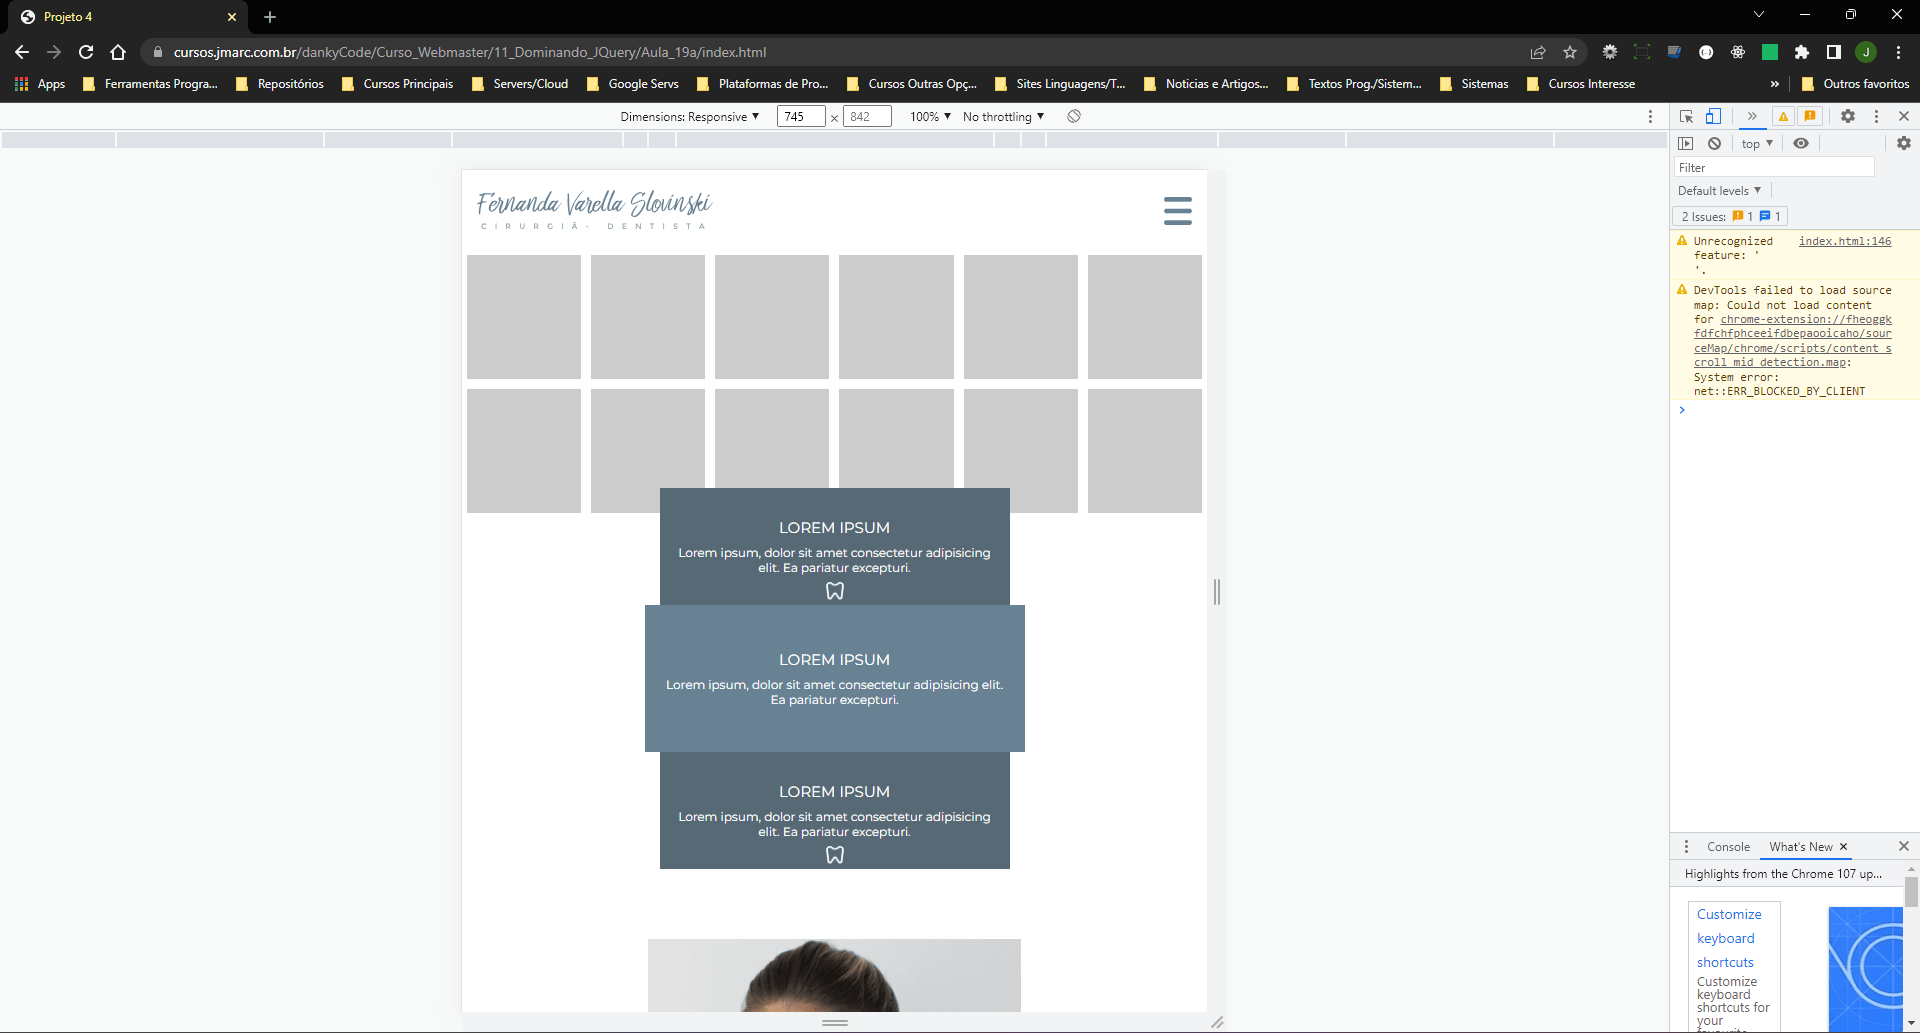 Projeto 4
cursos.jmarc.com.br/dankyCode/Curso_Webmaster/11_Dominando_JQuery/Aula_19a/index.html
J
Apps Ferramentas Progra... Repositórios Cursos Principais Servers/Cloud Google Servs Plataformas de Pro... Cursos Outras Opç... Sites Linguagens/T... Noticias e Artigos... Textos Prog./Sistem... Sistemas Cursos Interesse » Outros favoritos
Dimensions: Responsive 745 × 842 100% No throttling
top
Filter
Default levels
2 Issues: 1 1
Unrecognized index.html:146
feature: '
'.
DevTools failed to load source
map: Could not load content
for chrome-extension://fheoggk
fdfchfphceeifdbepaooicaho/sour
ceMap/chrome/scripts/content_s
croll_mid_detection.map:
System error:
net::ERR_BLOCKED_BY_CLIENT
Fernanda Varella Slovinski
CIRURGIÃ- DENTISTA
LOREM IPSUM
Lorem ipsum, dolor sit amet consectetur adipisicing
elit. Ea pariatur excepturi.
LOREM IPSUM
Lorem ipsum, dolor sit amet consectetur adipisicing elit.
Ea pariatur excepturi.
LOREM IPSUM
Lorem ipsum, dolor sit amet consectetur adipisicing
elit. Ea pariatur excepturi.
Console What's New
Highlights from the Chrome 107 up...
Customize
keyboard
shortcuts
Customize
keyboard
shortcuts for
your